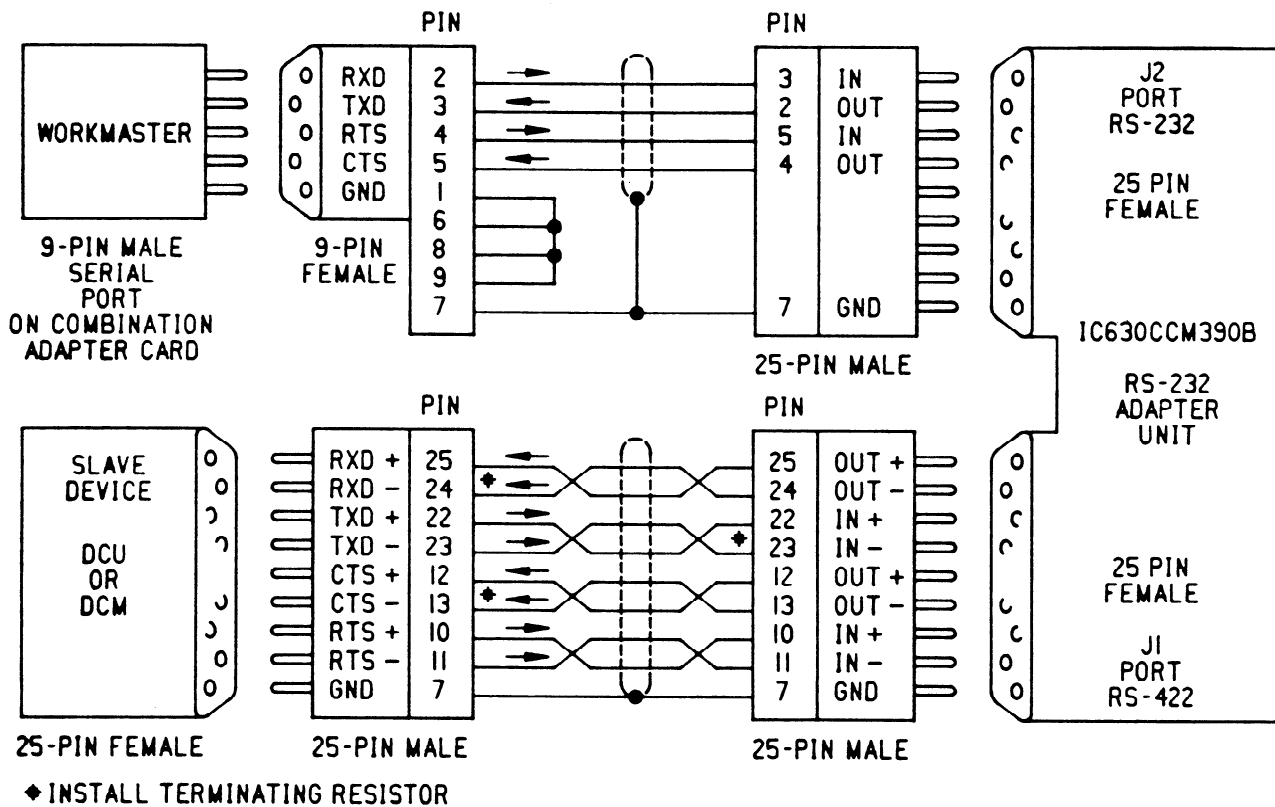 PIN
PIN
WORKMASTER
RXD 2
TXD 3
RTS 4
CTS 5
GND 1
6
8
9
7
3 IN
2 OUT
5 IN
4 OUT
7 GND
J2
PORT
RS-232
25 PIN
FEMALE
9-PIN MALE
SERIAL
PORT
ON COMBINATION
ADAPTER CARD
9-PIN
FEMALE
25-PIN MALE
IC630CCM390B
RS-232
ADAPTER
UNIT
PIN
PIN
SLAVE
DEVICE
DCU
OR
DCM
RXD + 25
RXD - 24
TXD + 22
TXD - 23
CTS + 12
CTS - 13
RTS + 10
RTS - 11
GND 7
25 OUT +
24 OUT -
22 IN +
23 IN -
12 OUT +
13 OUT -
10 IN +
11 IN -
7 GND
25 PIN
FEMALE
J1
PORT
RS-422
25-PIN FEMALE
25-PIN MALE
25-PIN MALE
INSTALL TERMINATING RESISTOR